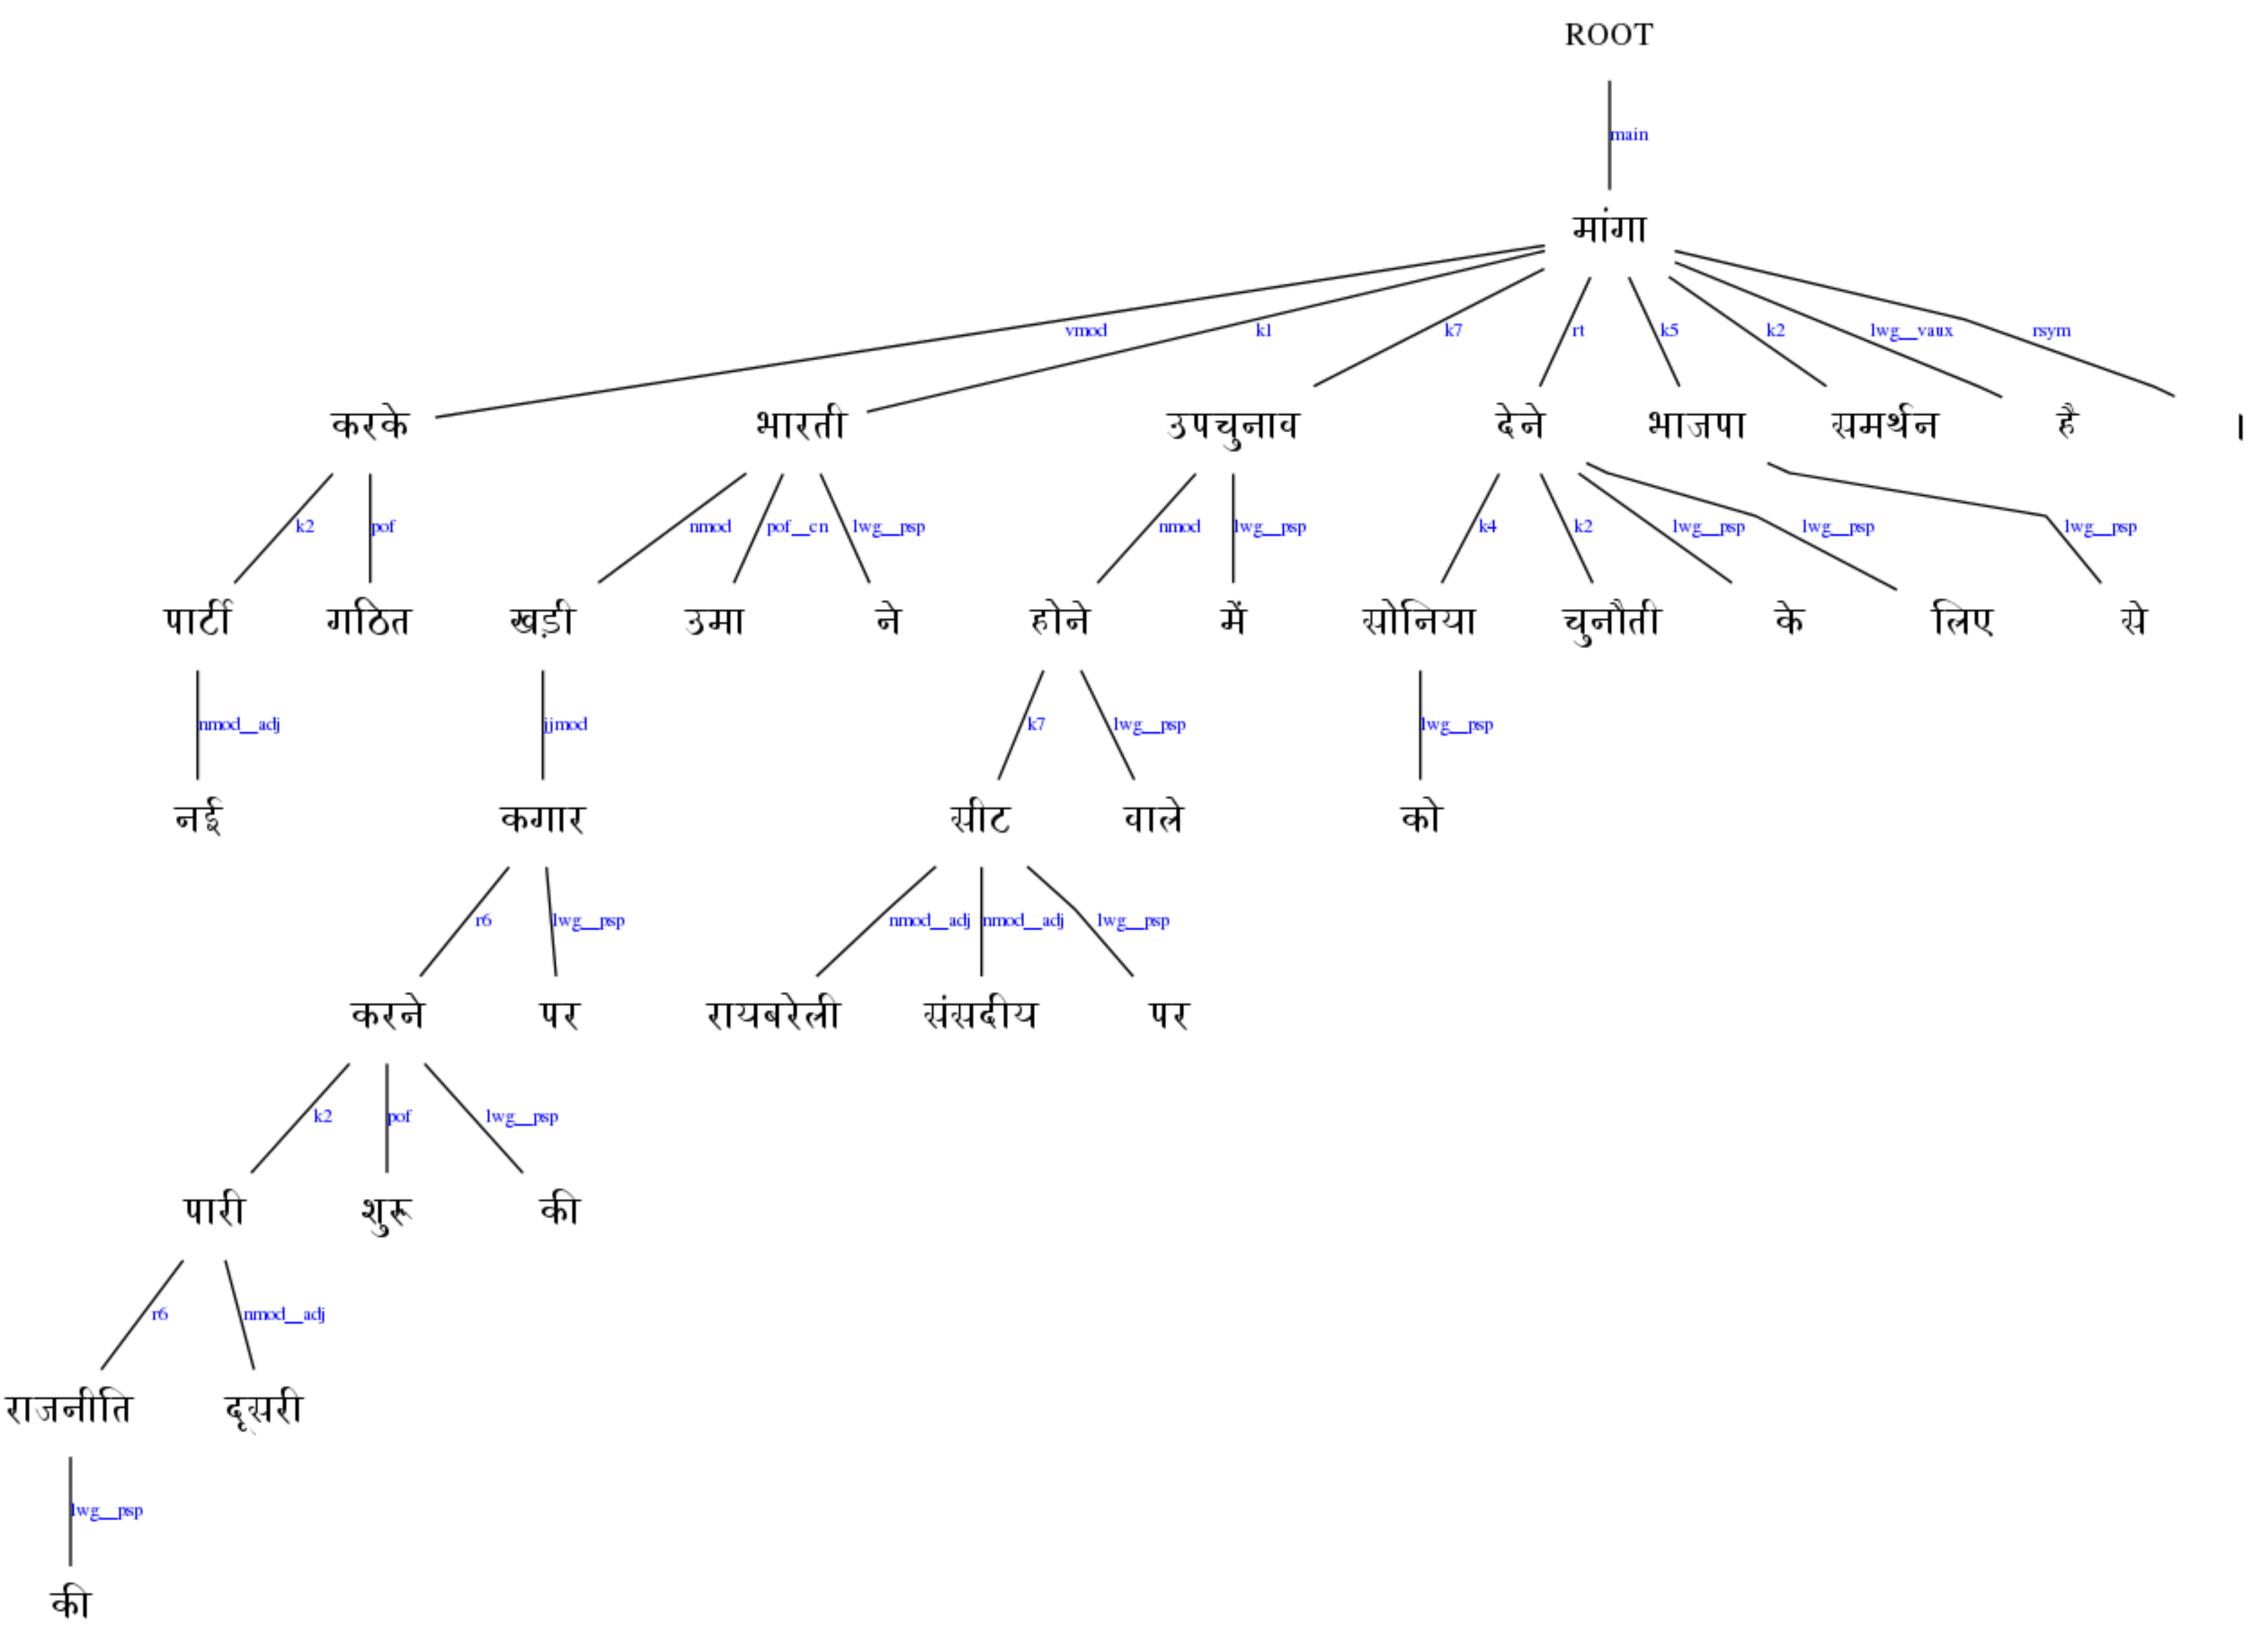 ROOT
main
मांगा
vmod k1 k7 rt k5 k2 lwg__vaux rsym
करके भारती उपचुनाव देने भाजपा समर्थन है ।
k2 pof nmod pof__cn lwg__psp nmod lwg__psp k4 k2 lwg__psp lwg__psp lwg__psp
पार्टी गठित खड़ी उमा ने होने में सोनिया चुनौती के लिए से
nmod__adj jjmod k7 lwg__psp lwg__psp
नई कगार सीट वाले को
r6 lwg__psp nmod__adj nmod__adj lwg__psp
करने पर रायबरेली संसदीय पर
k2 pof lwg__psp
पारी शुरू की
r6 nmod__adj
राजनीति दूसरी
lwg__psp
की